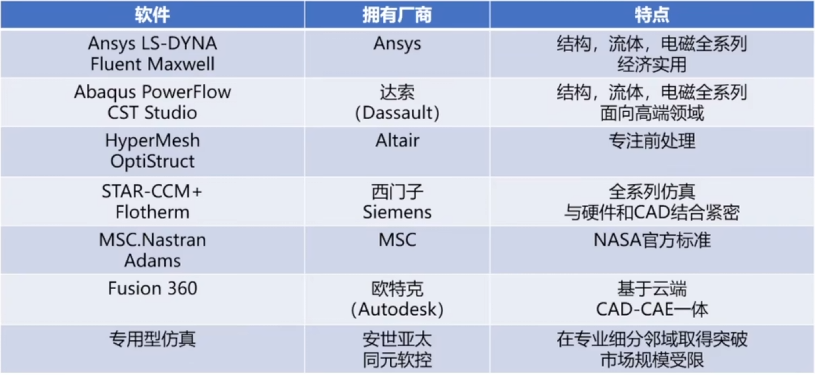 软件 拥有厂商 特点
Ansys LS-DYNA Ansys 结构，流体，电磁全系列
Fluent Maxwell 经济实用
Abaqus PowerFlow 达索 结构，流体，电磁全系列
CST Studio （Dassault） 面向高端领域
HyperMesh Altair 专注前处理
OptiStruct
STAR-CCM+ 西门子 全系列仿真
Flotherm Siemens 与硬件和CAD结合紧密
MSC.Nastran MSC NASA官方标准
Adams
Fusion 360 欧特克 基于云端
（Autodesk） CAD-CAE一体
专用型仿真 安世亚太 在专业细分邻域取得突破
同元软控 市场规模受限